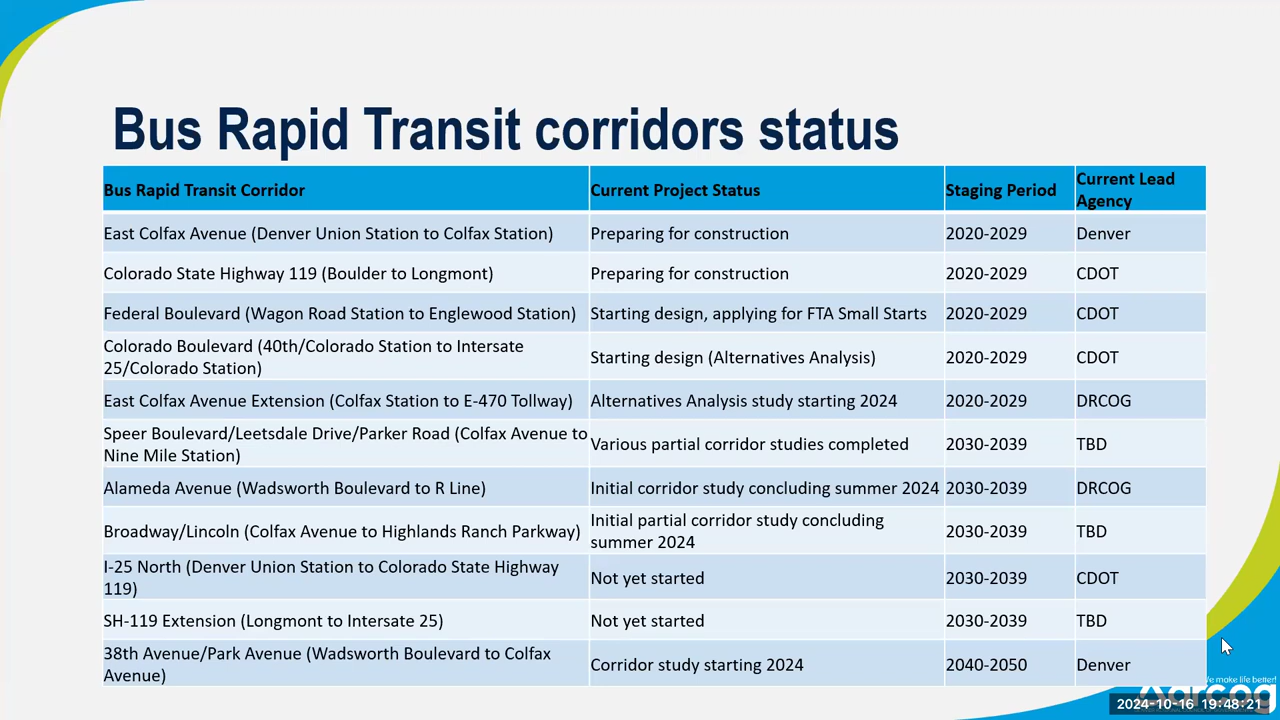 Bus Rapid Transit corridors status
Bus Rapid Transit Corridor Current Project Status Staging Period Current Lead Agency
East Colfax Avenue (Denver Union Station to Colfax Station) Preparing for construction 2020-2029 Denver
Colorado State Highway 119 (Boulder to Longmont) Preparing for construction 2020-2029 CDOT
Federal Boulevard (Wagon Road Station to Englewood Station) Starting design, applying for FTA Small Starts 2020-2029 CDOT
Colorado Boulevard (40th/Colorado Station to Intersate 25/Colorado Station) Starting design (Alternatives Analysis) 2020-2029 CDOT
East Colfax Avenue Extension (Colfax Station to E-470 Tollway) Alternatives Analysis study starting 2024 2020-2029 DRCOG
Speer Boulevard/Leetsdale Drive/Parker Road (Colfax Avenue to Nine Mile Station) Various partial corridor studies completed 2030-2039 TBD
Alameda Avenue (Wadsworth Boulevard to R Line) Initial corridor study concluding summer 2024 2030-2039 DRCOG
Broadway/Lincoln (Colfax Avenue to Highlands Ranch Parkway) Initial partial corridor study concluding summer 2024 2030-2039 TBD
I-25 North (Denver Union Station to Colorado State Highway 119) Not yet started 2030-2039 CDOT
SH-119 Extension (Longmont to Intersate 25) Not yet started 2030-2039 TBD
38th Avenue/Park Avenue (Wadsworth Boulevard to Colfax Avenue) Corridor study starting 2024 2040-2050 Denver
We make life better!
drcog
2024-10-16 19:48:21